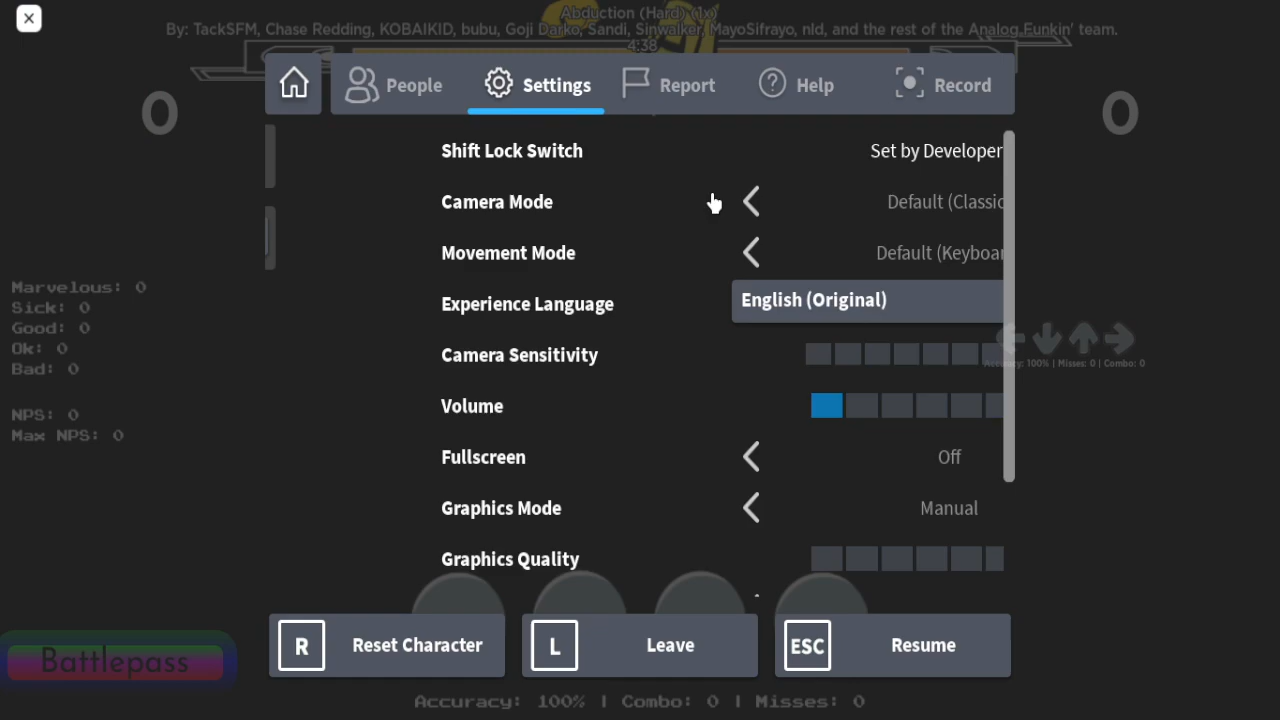 Abduction (Hard) (1x)
By: TackSFM, Chase Redding, KOBAIKID, bubu, Goji Darko, Sandi, Sinwalker, MayoSifrayo, nld, and the rest of the Analog Funkin' team.
4:38
People
Settings
Report
Help
Record
0
0
Shift Lock Switch
Set by Developer
Camera Mode
Default (Classic
Movement Mode
Default (Keyboar
Experience Language
English (Original)
Camera Sensitivity
Volume
Fullscreen
Off
Graphics Mode
Manual
Graphics Quality
Marvelous: 0
Sick: 0
Good: 0
Ok: 0
Bad: 0
NPS: 0
Max NPS: 0
Accuracy: 100% | Misses: 0 | Combo: 0
R Reset Character
L Leave
ESC Resume
Battlepass
Accuracy: 100% | Combo: 0 | Misses: 0